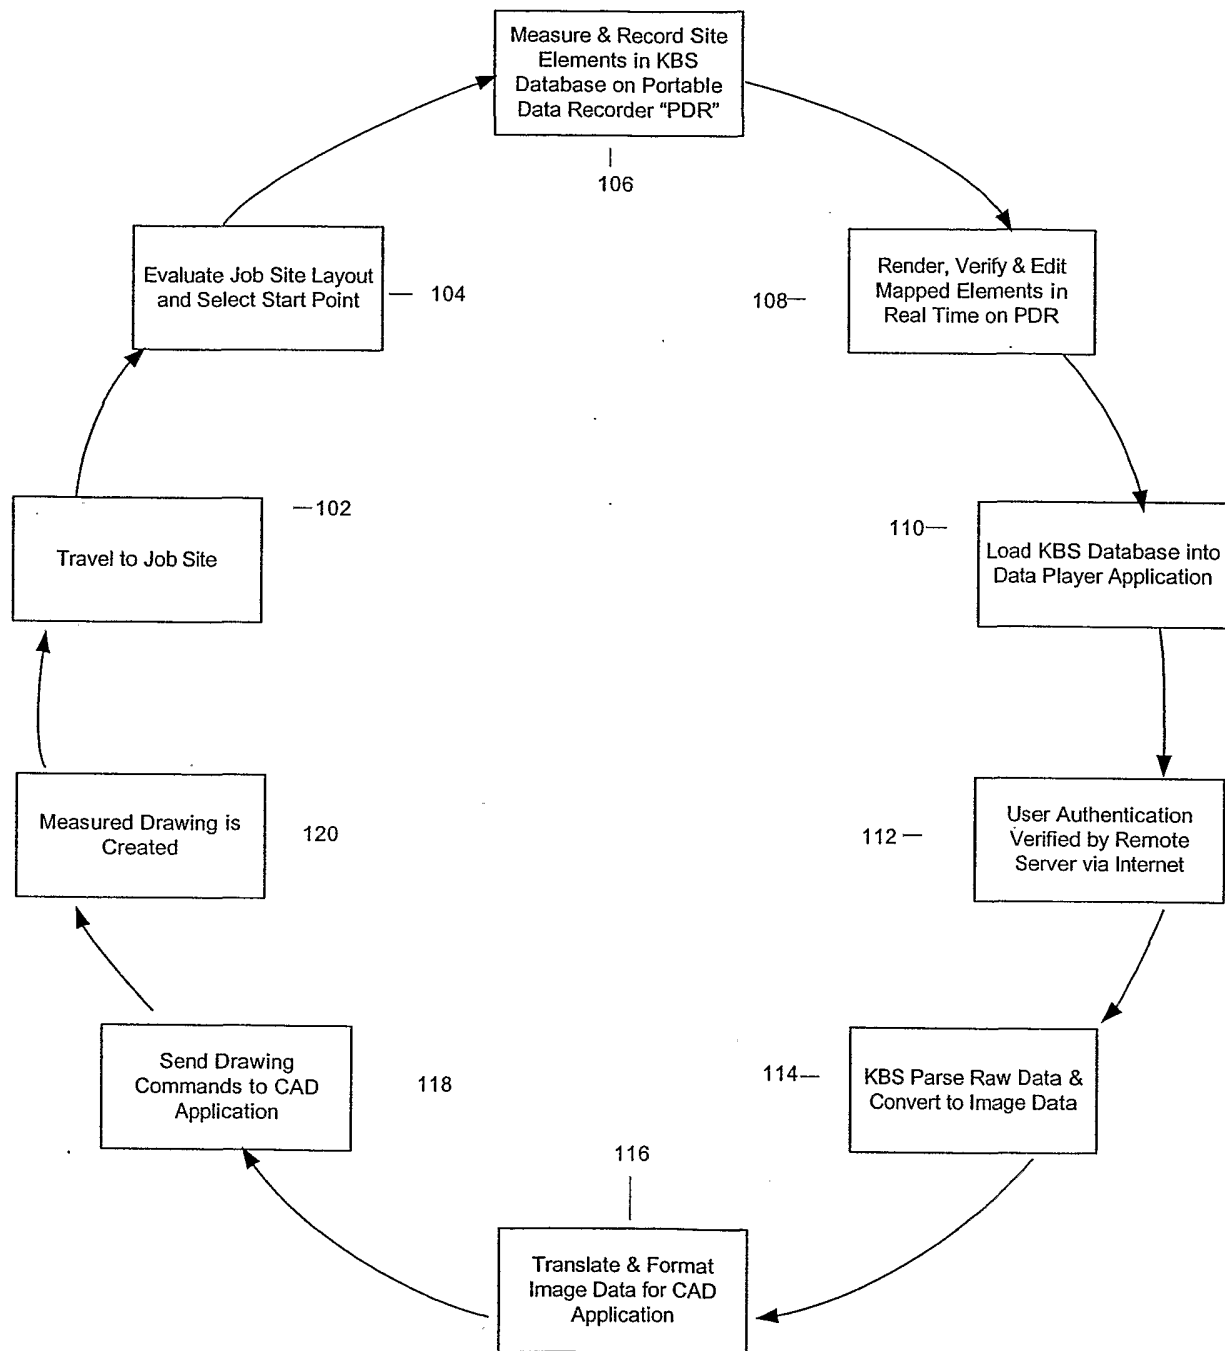 Measure & Record Site
Elements in KBS
Database on Portable
Data Recorder “PDR”
106
Evaluate Job Site Layout
and Select Start Point
104
Render, Verify & Edit
Mapped Elements in
Real Time on PDR
108
Travel to Job Site
102
Load KBS Database into
Data Player Application
110
Measured Drawing is
Created
120
User Authentication
Verified by Remote
Server via Internet
112
Send Drawing
Commands to CAD
Application
118
KBS Parse Raw Data &
Convert to Image Data
114
116
Translate & Format
Image Data for CAD
Application